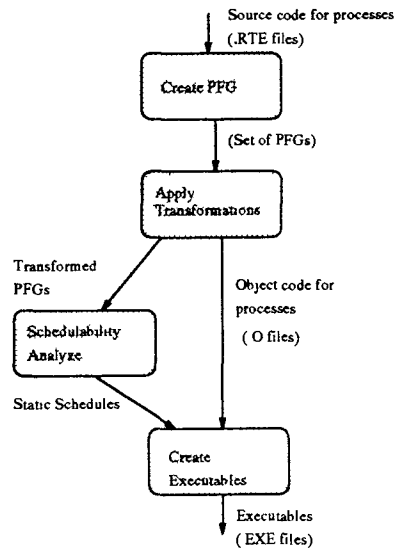 Source code for processes
(.RTE files)
Create PFG
(Set of PFGs)
Apply
Transformations
Transformed
PFGs
Object code for
processes
( O files)
Schedulability
Analyze
Static Schedules
Create
Executables
Executables
( EXE files)